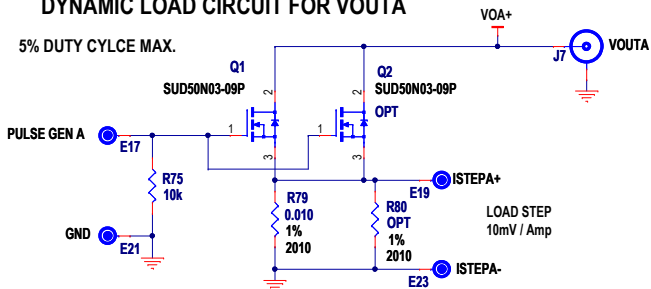 DYNAMIC LOAD CIRCUIT FOR VOUTA
5% DUTY CYLCE MAX.
VOA+
J7
VOUTA
Q1
SUD50N03-09P
Q2
SUD50N03-09P
OPT
2
2
1
1
3
3
PULSE GEN A
E17
R75
10k
GND
E21
R79
0.010
1%
2010
R80
OPT
1%
2010
E19
ISTEPA+
LOAD STEP
10mV / Amp
E23
ISTEPA-